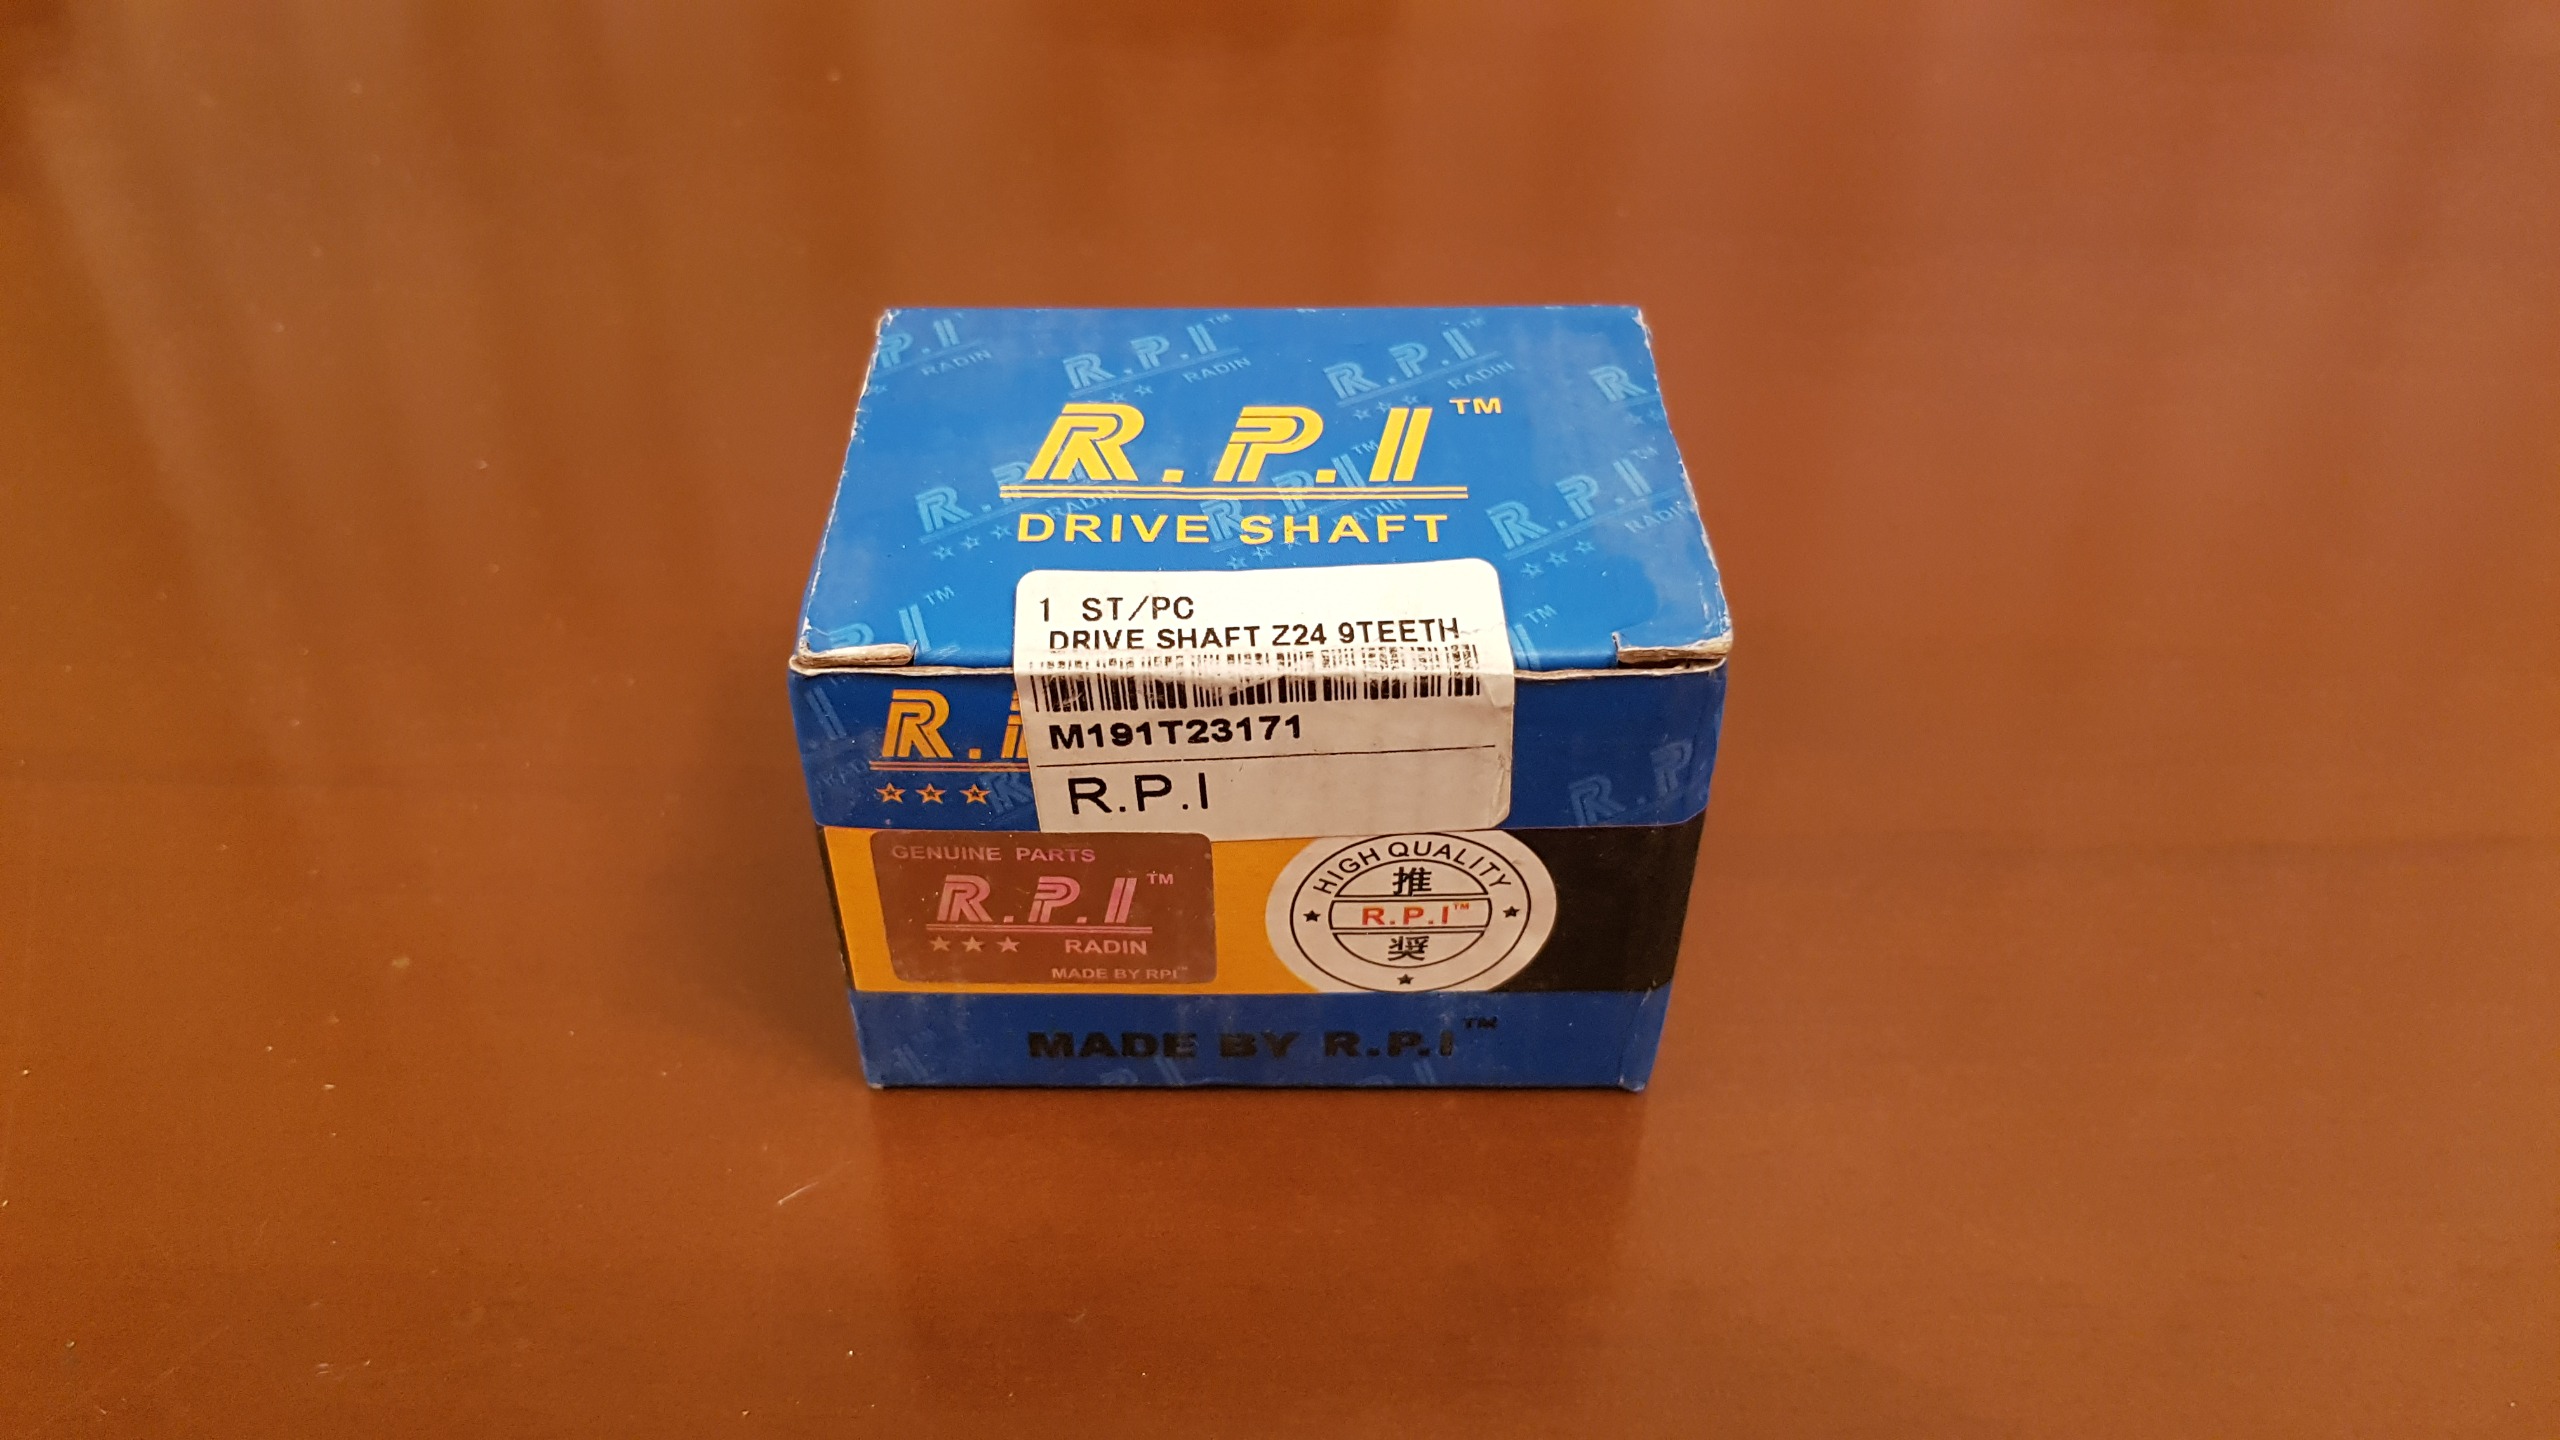 R.P.I™
DRIVE SHAFT
1 ST/PC
DRIVE SHAFT Z24 9TEETH
M191T23171
R.P.I
GENUINE PARTS
R.P.I™
RADIN
MADE BY RPI™
HIGH QUALITY
推
R.P.I™
奖
MADE BY R.P.I™